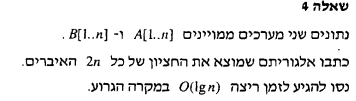 שאלה 4
נתונים שני מערכים ממויינים A[1..n] ו- B[1..n].
כתבו אלגוריתם שמוצא את החציון של כל 2n האיברים.
נסו להגיע לזמן ריצה O(lg n) במקרה הגרוע.